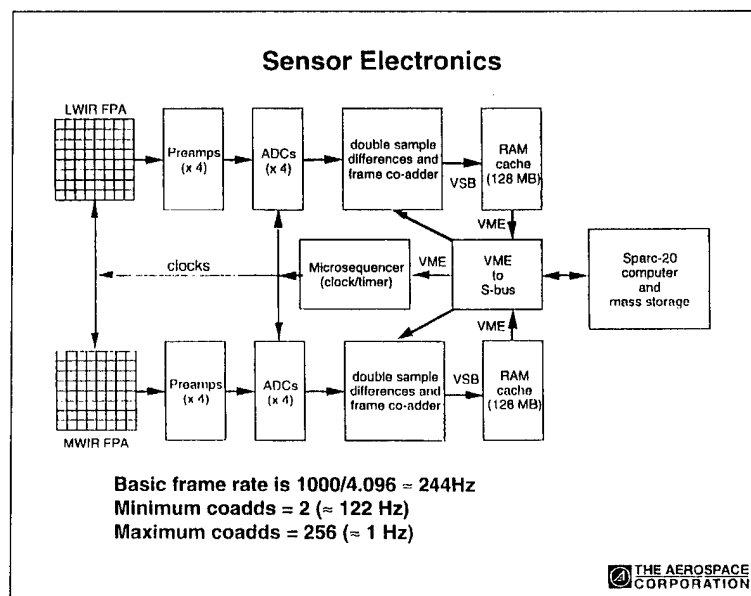 Sensor Electronics
LWIR FPA
Preamps
(x 4)
ADCs
(x 4)
double sample
differences and
frame co-adder
VSB
RAM
cache
(128 MB)
VME
clocks
Microsequencer
(clock/timer)
VME
VME
to
S-bus
Sparc-20
computer
and
mass storage
VME
Preamps
(x 4)
ADCs
(x 4)
double sample
differences and
frame co-adder
VSB
RAM
cache
(128 MB)
MWIR FPA
Basic frame rate is 1000/4.096 = 244Hz
Minimum coadds = 2 (≈ 122 Hz)
Maximum coadds = 256 (≈ 1 Hz)
THE AEROSPACE
CORPORATION